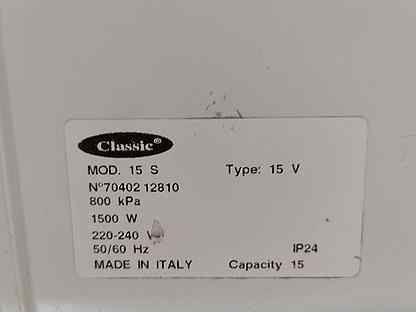 Classic®
MOD. 15 S Type: 15 V
N°70402 12810
800 kPa
1500 W
220-240 V
50/60 Hz IP24
MADE IN ITALY Capacity 15